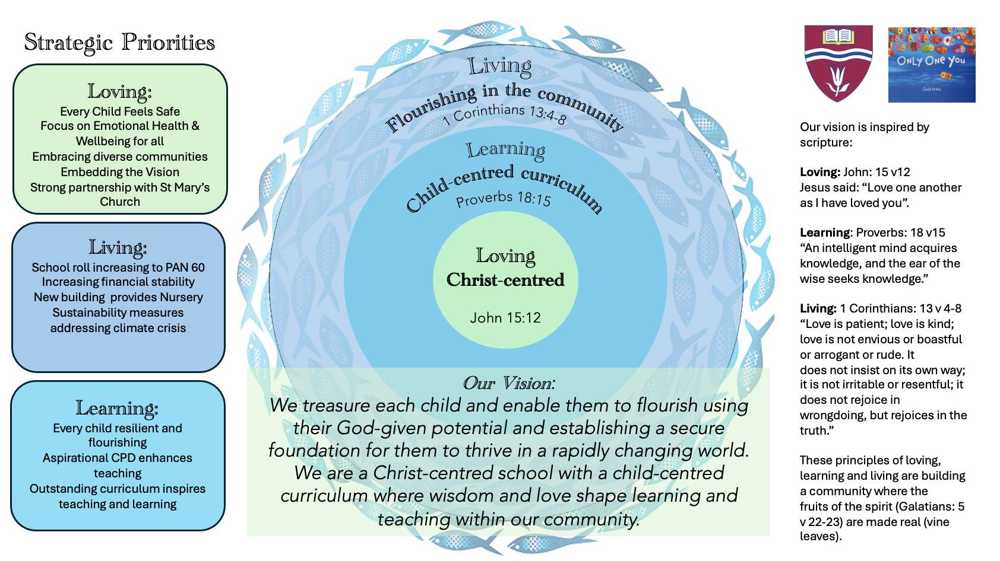 Strategic Priorities
Loving:
Every Child Feels Safe
Focus on Emotional Health &
Wellbeing for all
Embracing diverse communities
Embedding the Vision
Strong partnership with St Mary’s
Church
Living:
School roll increasing to PAN 60
Increasing financial stability
New building provides Nursery
Sustainability measures
addressing climate crisis
Learning:
Every child resilient and
flourishing
Aspirational CPD enhances
teaching
Outstanding curriculum inspires
teaching and learning
Living
Flourishing in the community
1 Corinthians 13:4-8
Learning
Child-centred curriculum
Proverbs 18:15
Loving
Christ-centred
John 15:12
Our Vision:
We treasure each child and enable them to flourish using
their God-given potential and establishing a secure
foundation for them to thrive in a rapidly changing world.
We are a Christ-centred school with a child-centred
curriculum where wisdom and love shape learning and
teaching within our community.
ONLY ONE YOU
Linda Kranz
Our vision is inspired by
scripture:
Loving: John: 15 v12
Jesus said: “Love one another
as I have loved you”.
Learning: Proverbs: 18 v15
“An intelligent mind acquires
knowledge, and the ear of the
wise seeks knowledge.”
Living: 1 Corinthians: 13 v 4-8
“Love is patient; love is kind;
love is not envious or boastful
or arrogant or rude. It
does not insist on its own way;
it is not irritable or resentful; it
does not rejoice in
wrongdoing, but rejoices in the
truth.”
These principles of loving,
learning and living are building
a community where the
fruits of the spirit (Galatians: 5
v 22-23) are made real (vine
leaves).